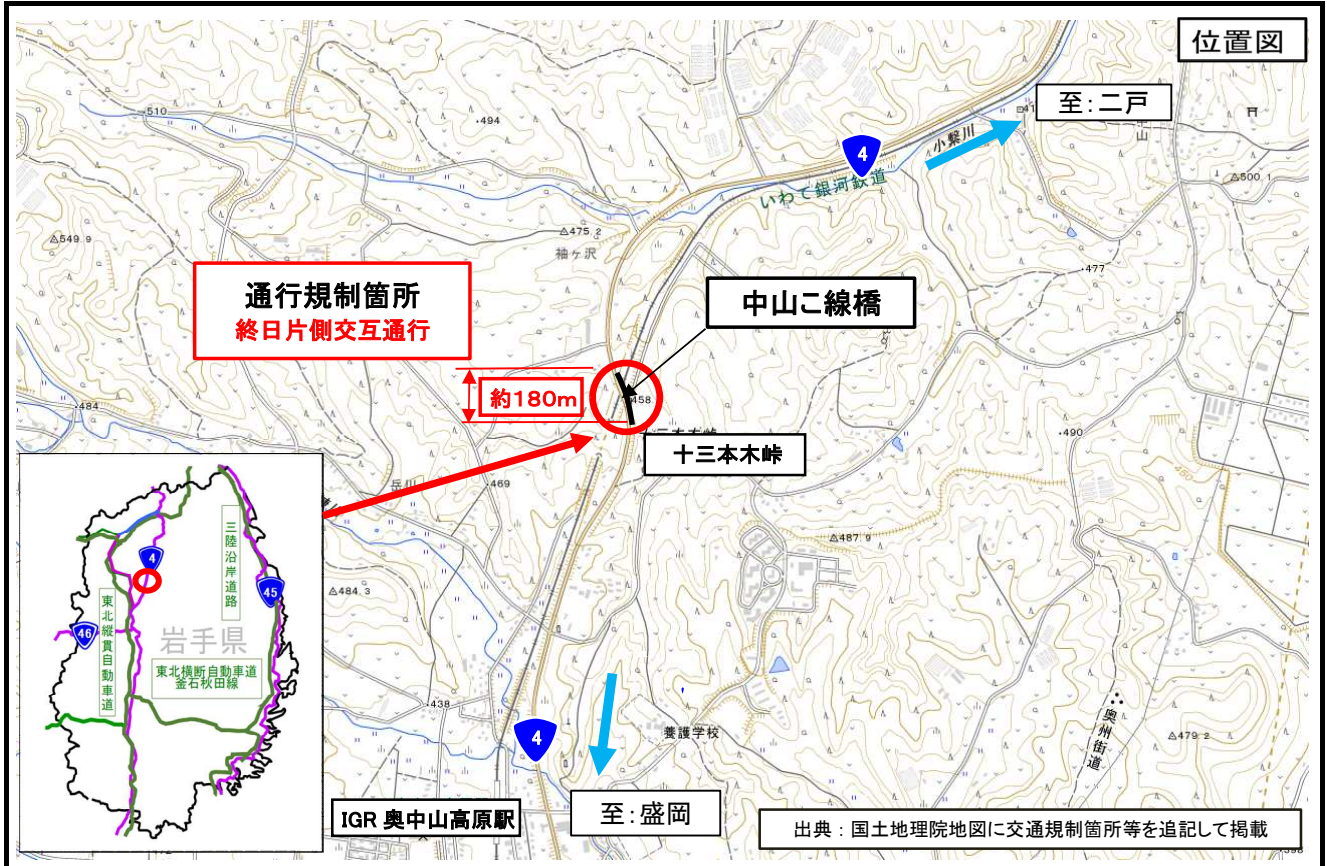 位置図
至:二戸
小繋川
4
いわて銀河鉄道
山
510
494
△500.1
△475.2
袖ヶ沢
△549.9
477
通行規制箇所
終日片側交互通行
中山こ線橋
約180m
458
484
490
十三本木峠
450
469
岳川
△487.9
△484.3
三陸沿岸道路
4
45
東北縦貫自動車道
46
岩手県
東北横断自動車道
釜石秋田線
438
4
養護学校
奥州街道
△479.2
IGR 奥中山高原駅
至:盛岡
出典:国土地理院地図に交通規制箇所等を追記して掲載